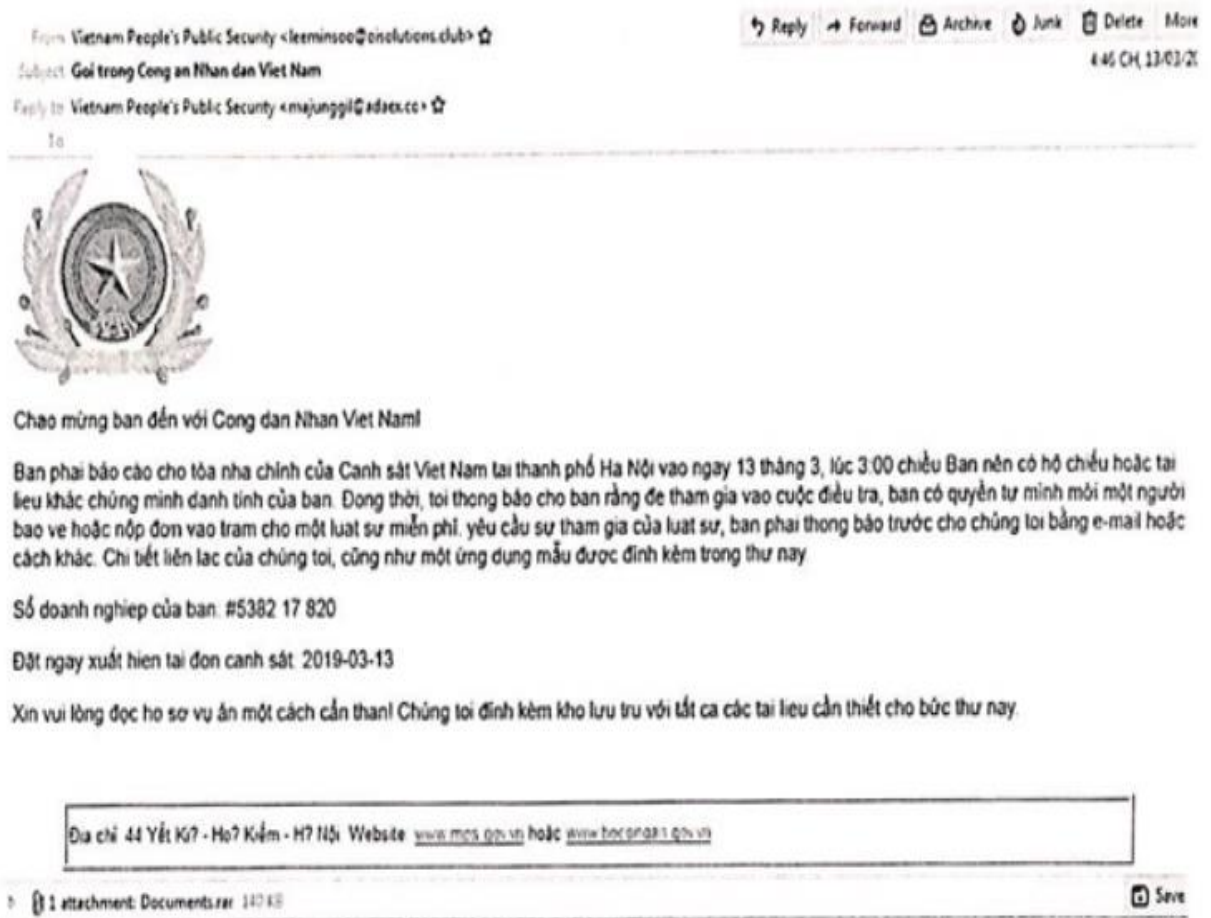 From Vietnam People's Public Security <leeminsoo@cisolutions.club>
Reply Forward Archive Junk Delete More
Subject Goi trong Cong an Nhan dan Viet Nam
4:46 CH, 13/03/20
Reply to Vietnam People's Public Security <majunggil@adaex.cc>
To
Chao mừng ban đến với Cong dan Nhan Viet Nam!
Ban phai báo cáo cho tòa nha chính của Canh sát Viet Nam tai thanh phố Ha Nội vao ngay 13 tháng 3, lúc 3:00 chiều Ban nên có hộ chiếu hoặc tai
lieu khác chứng minh danh tính của ban. Đong thời, toi thong báo cho ban rằng đe tham gia vao cuộc điều tra, ban có quyền tư mình mời một người
bao ve hoặc nộp đơn vao tram cho một luat sư miễn phí. yêu cầu sự tham gia của luat sư, ban phai thong báo trước cho chúng toi bằng e-mail hoặc
cách khác. Chi tiết liên lac của chúng toi, cũng như một ứng dụng mẫu được đính kèm trong thư nay
Số doanh nghiep của ban: #5382 17 820
Đặt ngay xuất hien tai đon canh sát: 2019-03-13
Xin vui lòng đọc ho sơ vụ án một cách cẩn than! Chúng toi đính kèm kho lưu tru với tất ca các tai lieu cần thiết cho bức thư nay.
Đia chỉ 44 Yết Ki? - Ho? Kiếm - H? Nội Website www.mps.gov.vn hoặc www.bocongan.gov.vn
1 attachment: Documents.rar 140 KB
Save